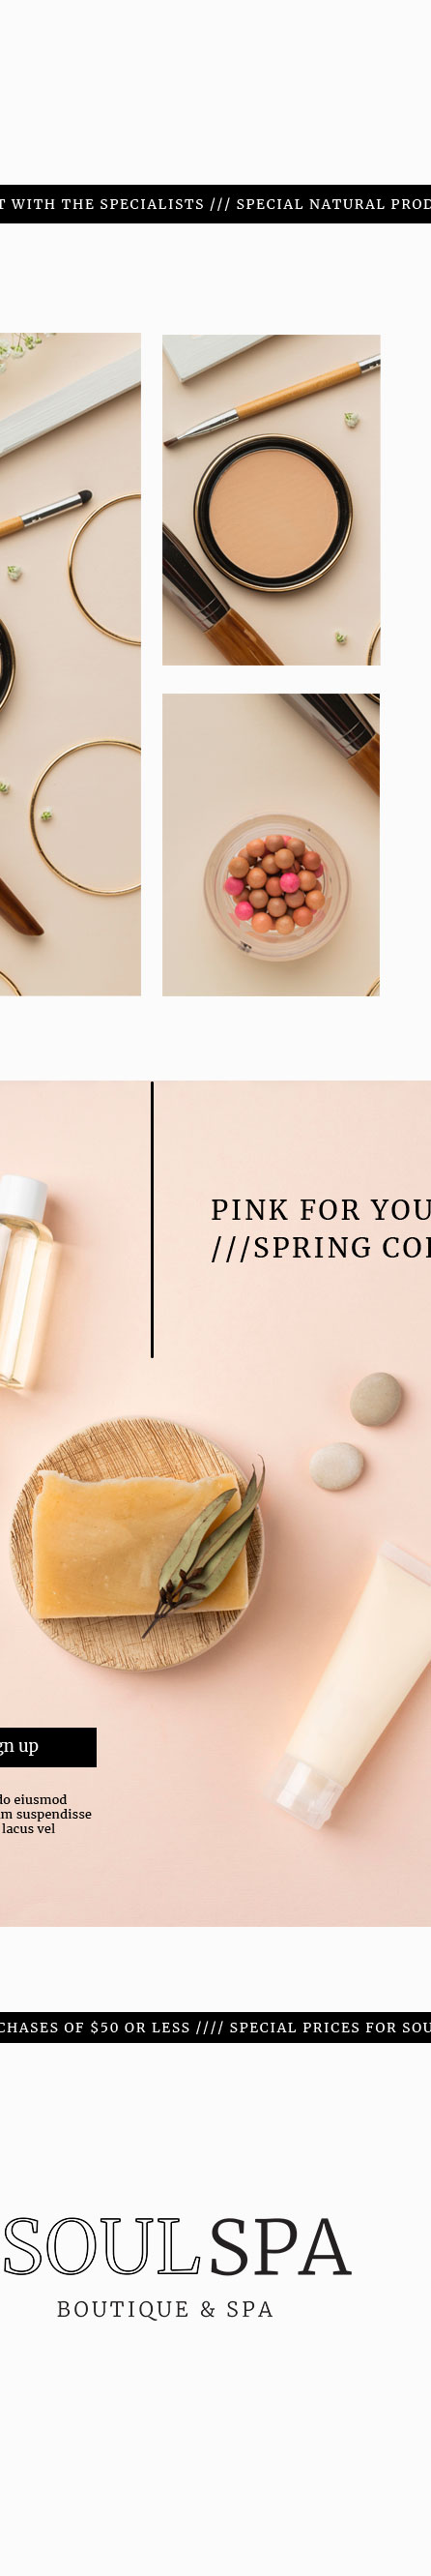 WITH THE SPECIALISTS /// SPECIAL NATURAL PROD
PINK FOR YOU
///SPRING CO
gn up
do eiusmod
m suspendisse
lacus vel
CHASES OF $50 OR LESS //// SPECIAL PRICES FOR SOU
SOULSPA
BOUTIQUE & SPA